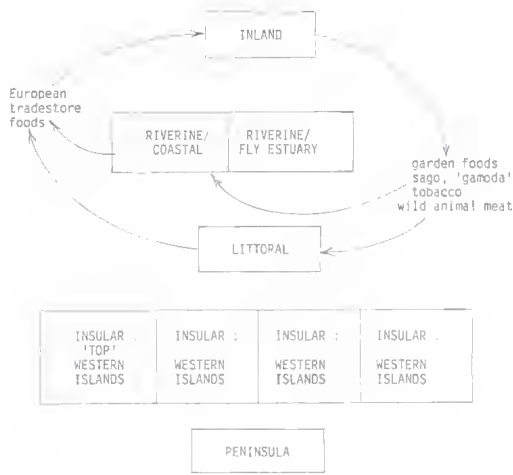 INLAND
European
tradestore
foods
RIVERINE/
COASTAL
RIVERINE/
FLY ESTUARY
garden foods
sago, 'gamoda'
tobacco
wild animal meat
LITTORAL
INSULAR :
'TOP'
WESTERN
ISLANDS
INSULAR :
WESTERN
ISLANDS
INSULAR :
WESTERN
ISLANDS
INSULAR :
WESTERN
ISLANDS
PENINSULA